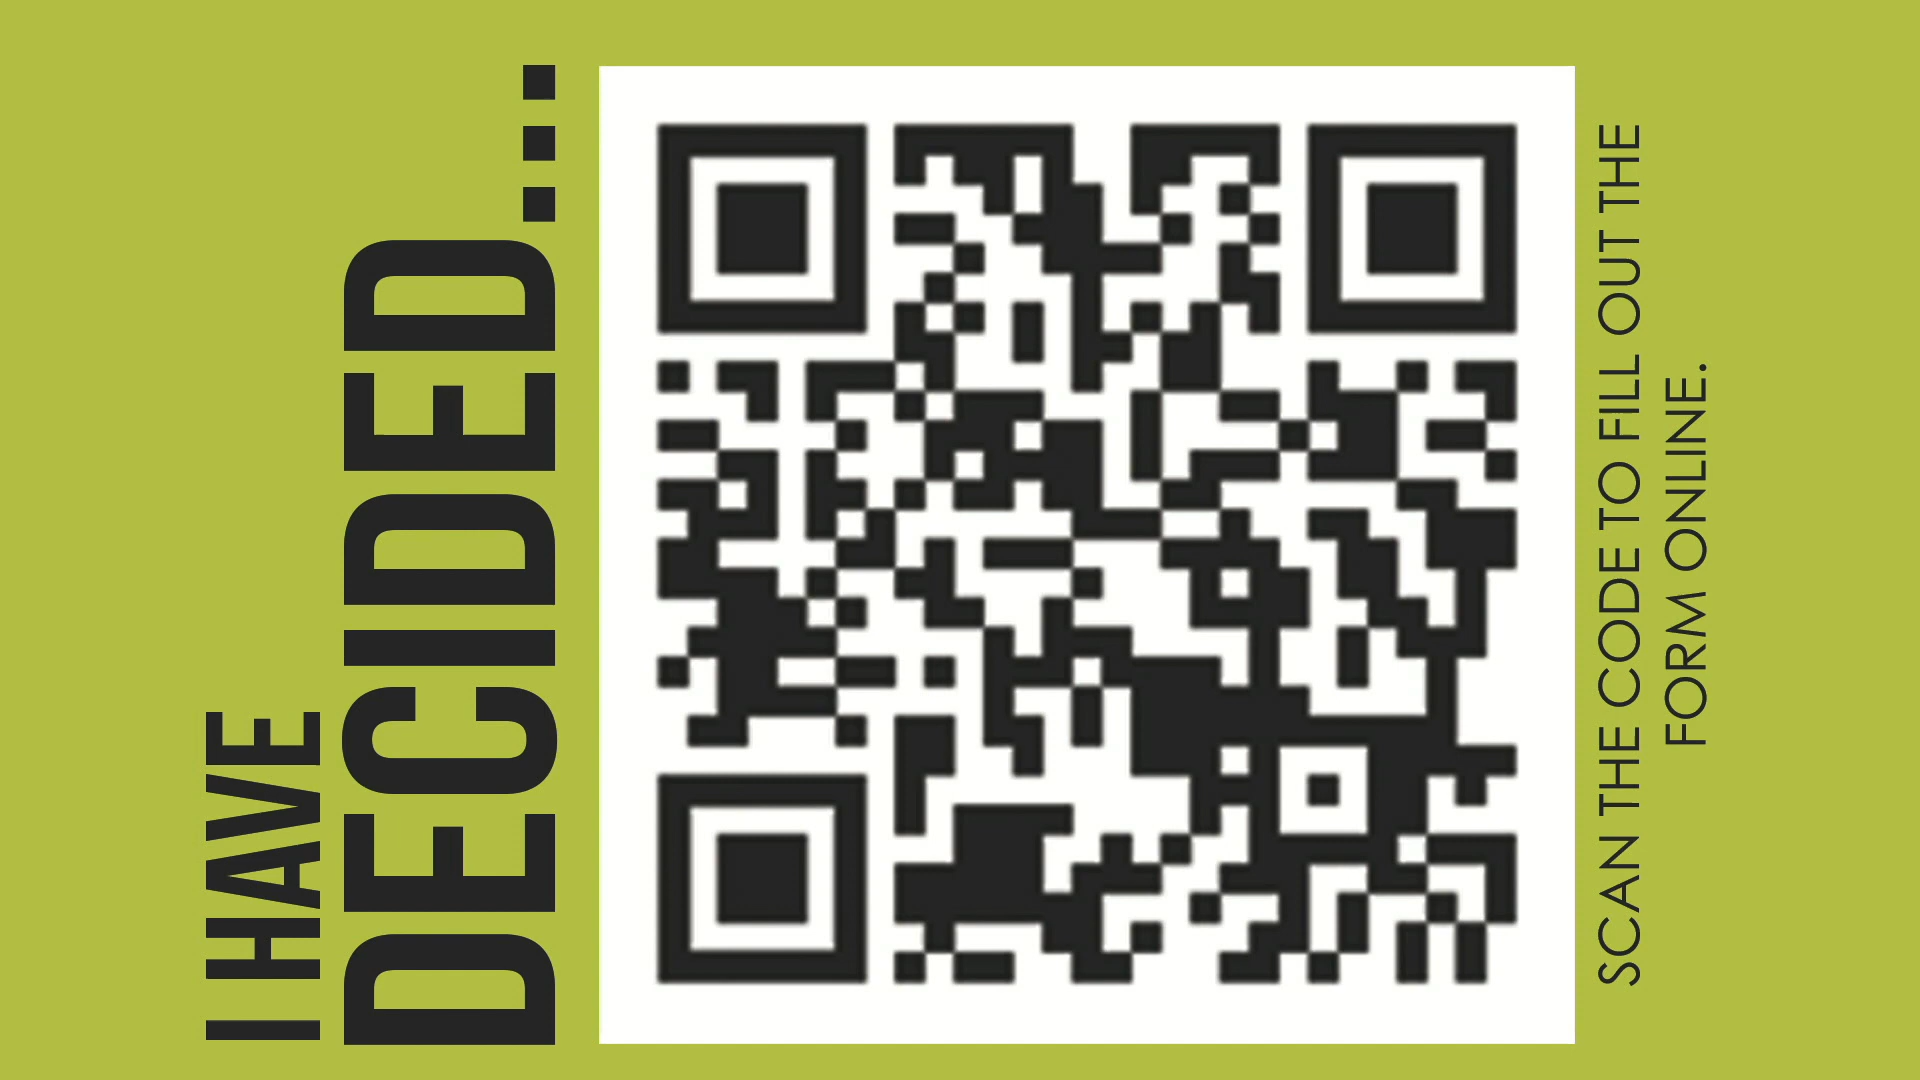 I HAVE
DECIDED...
SCAN THE CODE TO FILL OUT THE
FORM ONLINE.